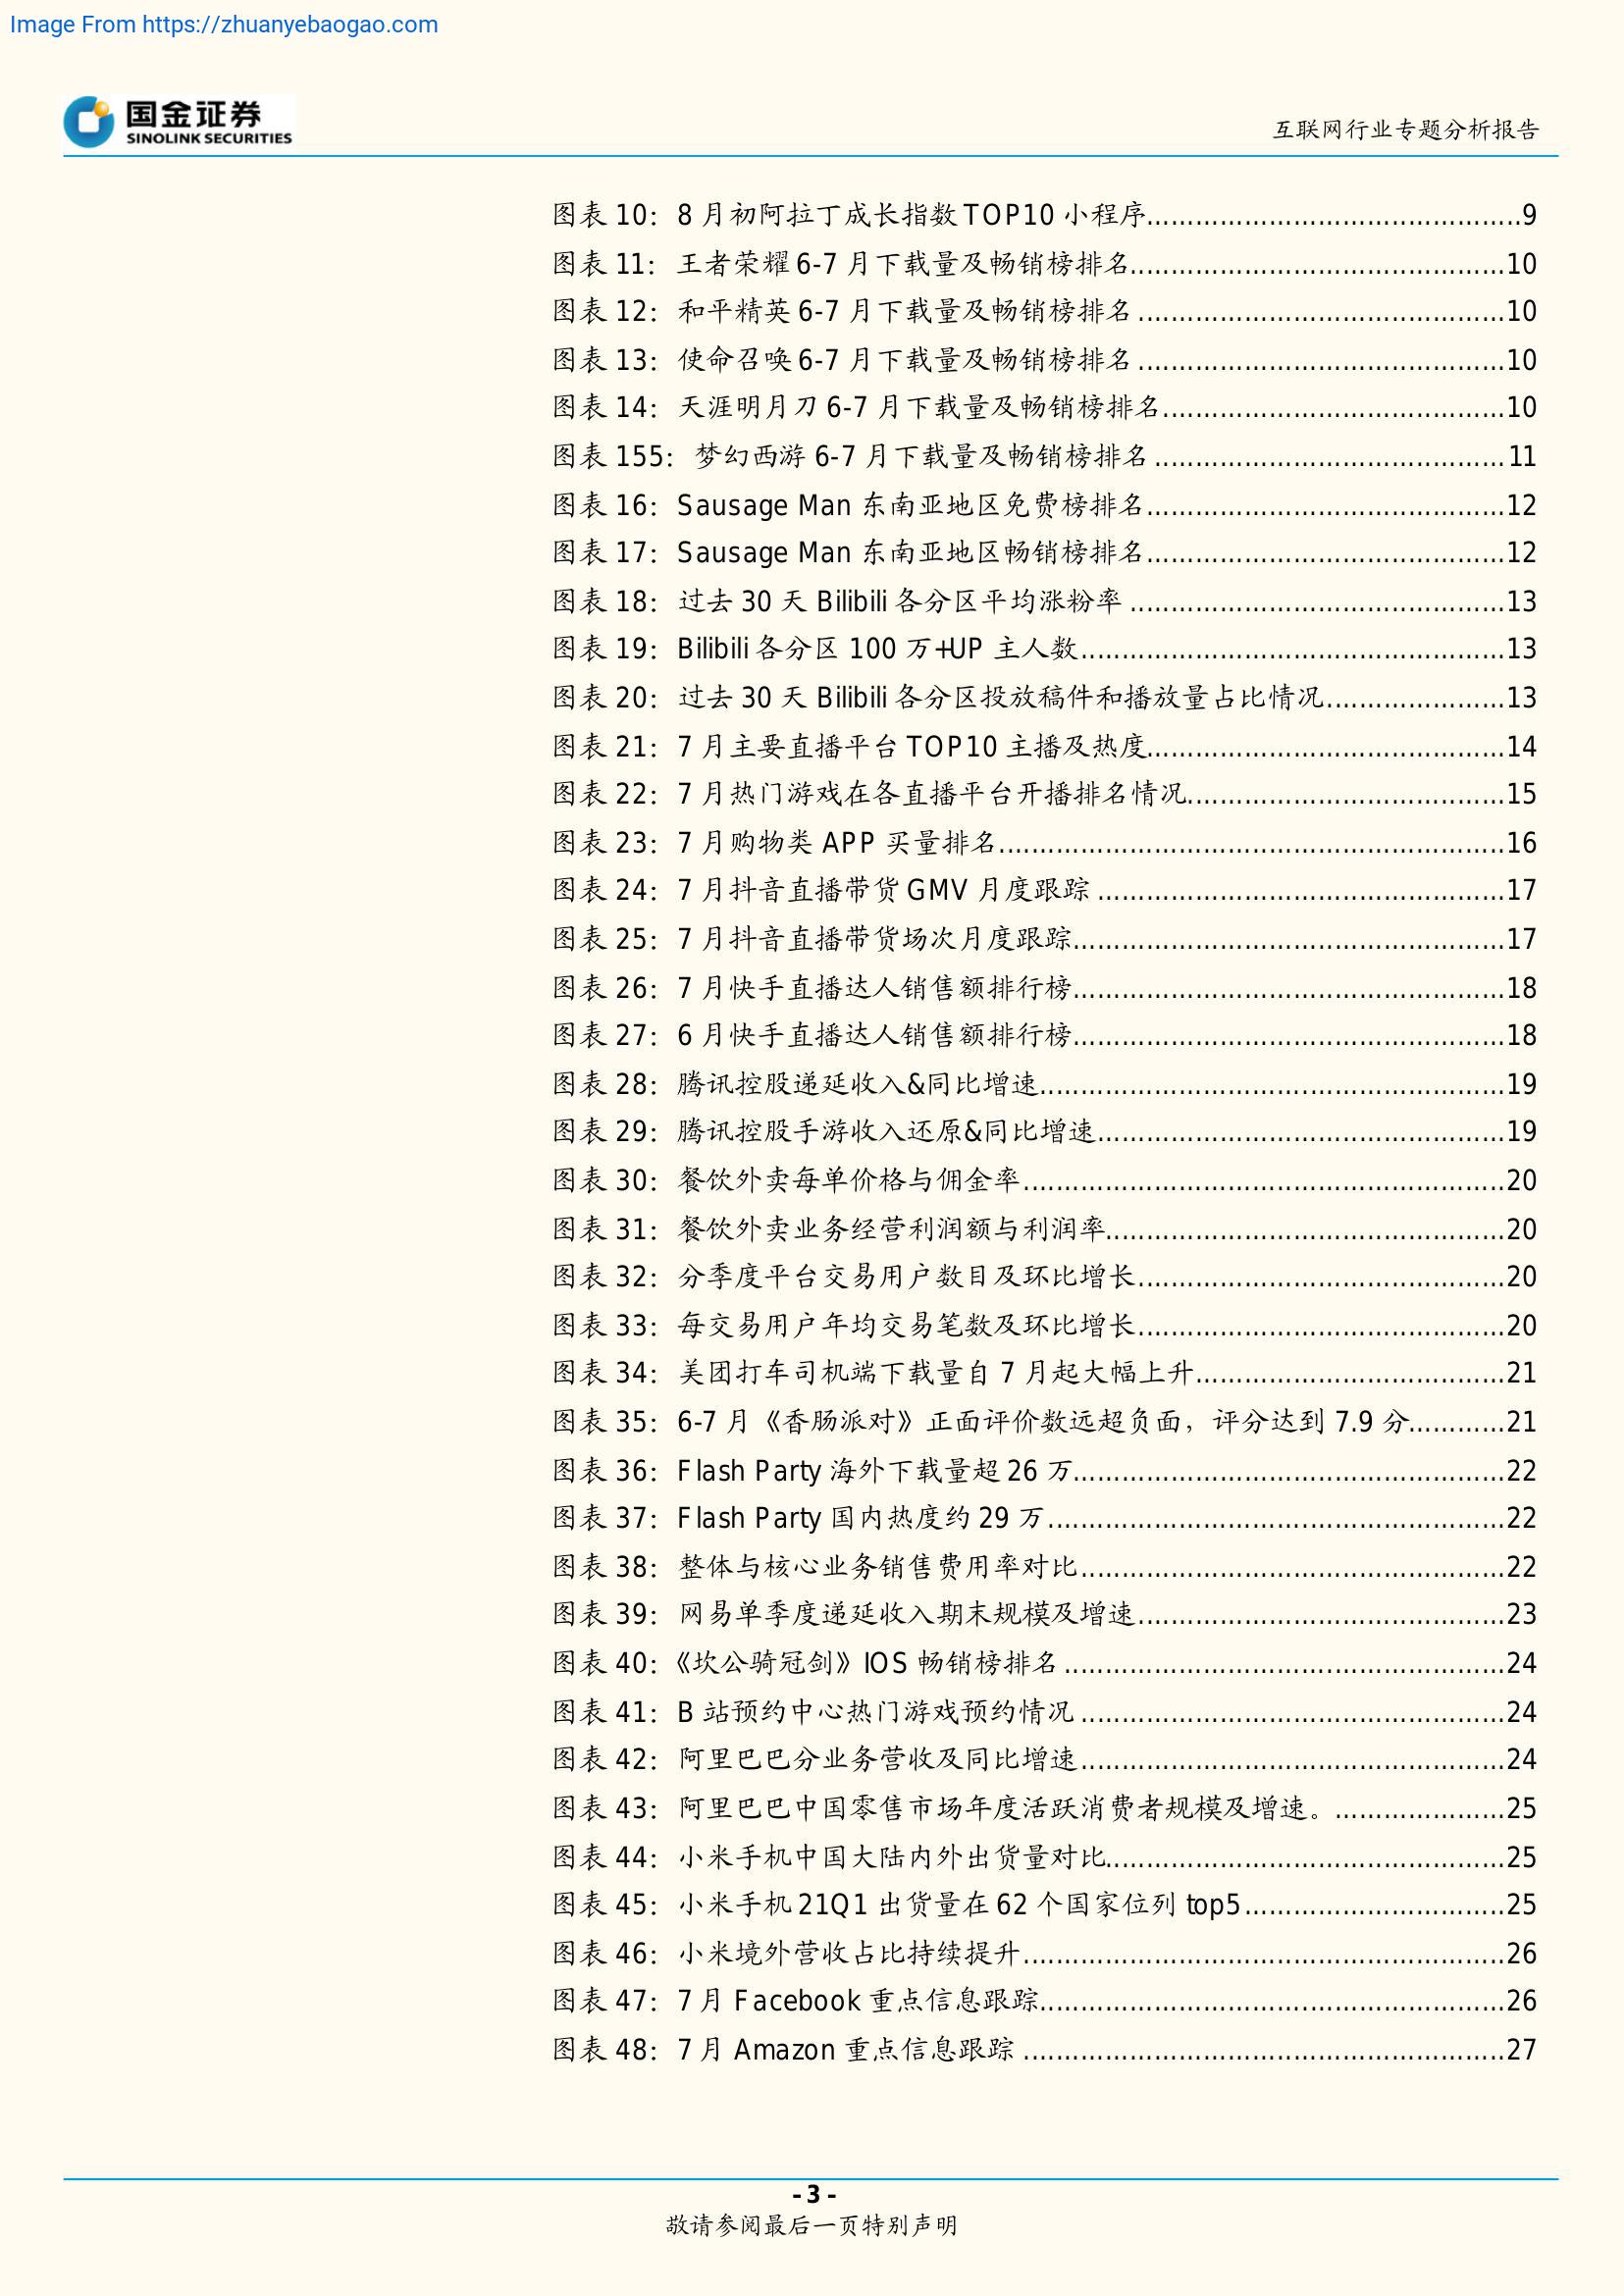 Image From https://zhuanyebaogao.com
国金证券
SINOLINK SECURITIES
互联网行业专题分析报告
图表 10：8 月初阿拉丁成长指数 TOP10 小程序..............................................9
图表 11：王者荣耀 6-7 月下载量及畅销榜排名..............................................10
图表 12：和平精英 6-7 月下载量及畅销榜排名 .............................................10
图表 13：使命召唤 6-7 月下载量及畅销榜排名 .............................................10
图表 14：天涯明月刀 6-7 月下载量及畅销榜排名..........................................10
图表 155：梦幻西游 6-7 月下载量及畅销榜排名 ...........................................11
图表 16：Sausage Man 东南亚地区免费榜排名............................................12
图表 17：Sausage Man 东南亚地区畅销榜排名............................................12
图表 18：过去 30 天 Bilibili 各分区平均涨粉率 ..............................................13
图表 19：Bilibili 各分区 100 万+UP 主人数....................................................13
图表 20：过去 30 天 Bilibili 各分区投放稿件和播放量占比情况......................13
图表 21：7 月主要直播平台 TOP10 主播及热度............................................14
图表 22：7 月热门游戏在各直播平台开播排名情况.......................................15
图表 23：7 月购物类 APP 买量排名..............................................................16
图表 24：7 月抖音直播带货 GMV 月度跟踪 ..................................................17
图表 25：7 月抖音直播带货场次月度跟踪.....................................................17
图表 26：7 月快手直播达人销售额排行榜.....................................................18
图表 27：6 月快手直播达人销售额排行榜.....................................................18
图表 28：腾讯控股递延收入&同比增速.........................................................19
图表 29：腾讯控股手游收入还原&同比增速..................................................19
图表 30：餐饮外卖每单价格与佣金率...........................................................20
图表 31：餐饮外卖业务经营利润额与利润率.................................................20
图表 32：分季度平台交易用户数目及环比增长.............................................20
图表 33：每交易用户年均交易笔数及环比增长.............................................20
图表 34：美团打车司机端下载量自 7 月起大幅上升......................................21
图表 35：6-7 月《香肠派对》正面评价数远超负面，评分达到 7.9 分............21
图表 36：Flash Party 海外下载量超 26 万.....................................................22
图表 37：Flash Party 国内热度约 29 万........................................................22
图表 38：整体与核心业务销售费用率对比....................................................22
图表 39：网易单季度递延收入期末规模及增速.............................................23
图表 40：《坎公骑冠剑》IOS 畅销榜排名 ......................................................24
图表 41：B 站预约中心热门游戏预约情况 ....................................................24
图表 42：阿里巴巴分业务营收及同比增速....................................................24
图表 43：阿里巴巴中国零售市场年度活跃消费者规模及增速。.....................25
图表 44：小米手机中国大陆内外出货量对比.................................................25
图表 45：小米手机 21Q1 出货量在 62 个国家位列 top5................................25
图表 46：小米境外营收占比持续提升...........................................................26
图表 47：7 月 Facebook 重点信息跟踪.........................................................26
图表 48：7 月 Amazon 重点信息跟踪 ...........................................................27
- 3 -
敬请参阅最后一页特别声明